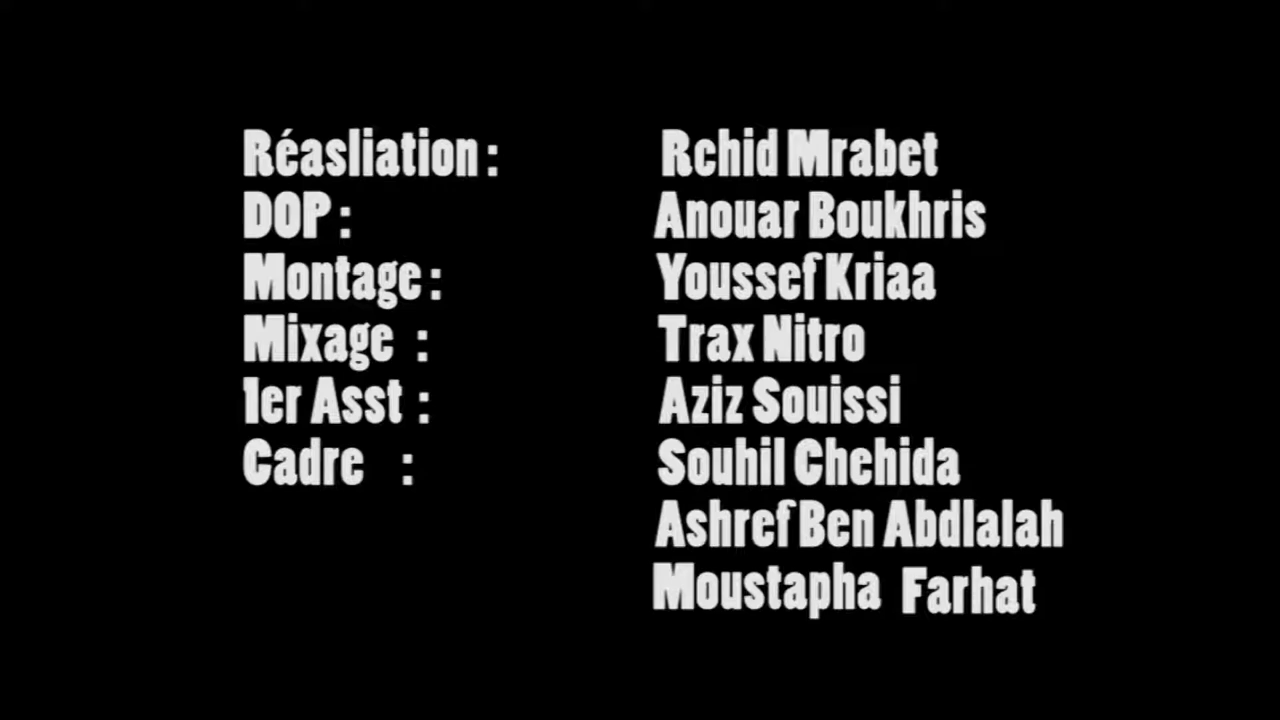 Réasliation : Rchid Mrabet
DOP : Anouar Boukhris
Montage : Youssef Kriaa
Mixage : Trax Nitro
1er Asst : Aziz Souissi
Cadre : Souhil Chehida
Ashref Ben Abdlalah
Moustapha Farhat